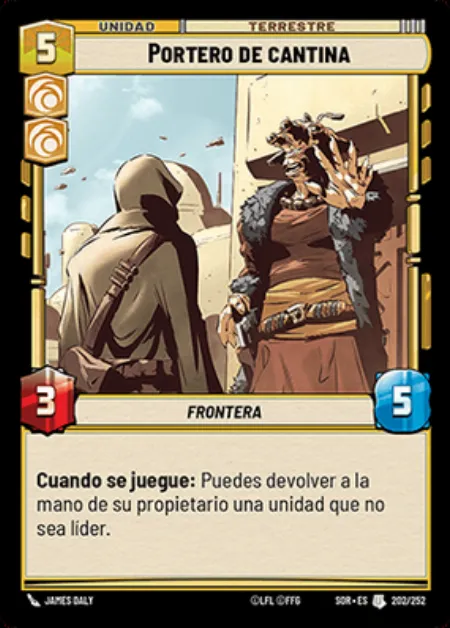 5
UNIDAD
TERRESTRE
PORTERO DE CANTINA
3
FRONTERA
5
Cuando se juegue: Puedes devolver a la
mano de su propietario una unidad que no
sea líder.
JAMES DALY
©LFL ©FFG
SOR•ES
202/252